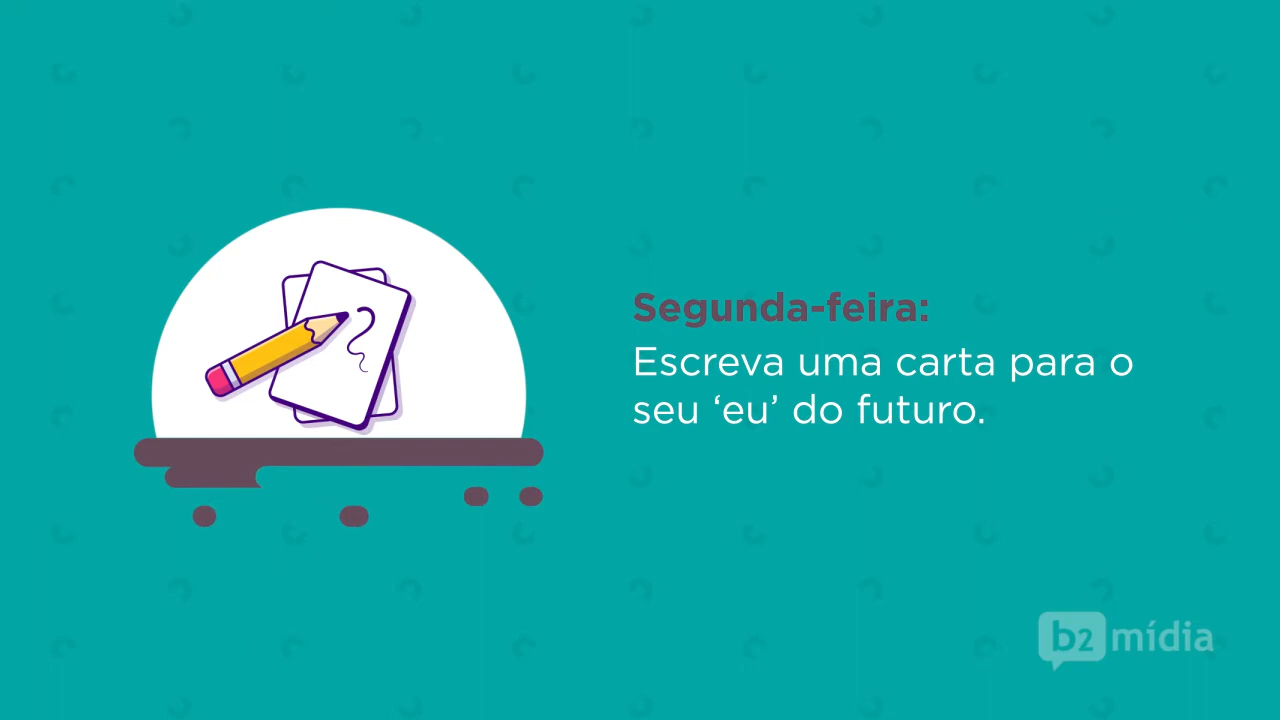 Segunda-feira:
Escreva uma carta para o
seu ‘eu’ do futuro.
b2 mídia